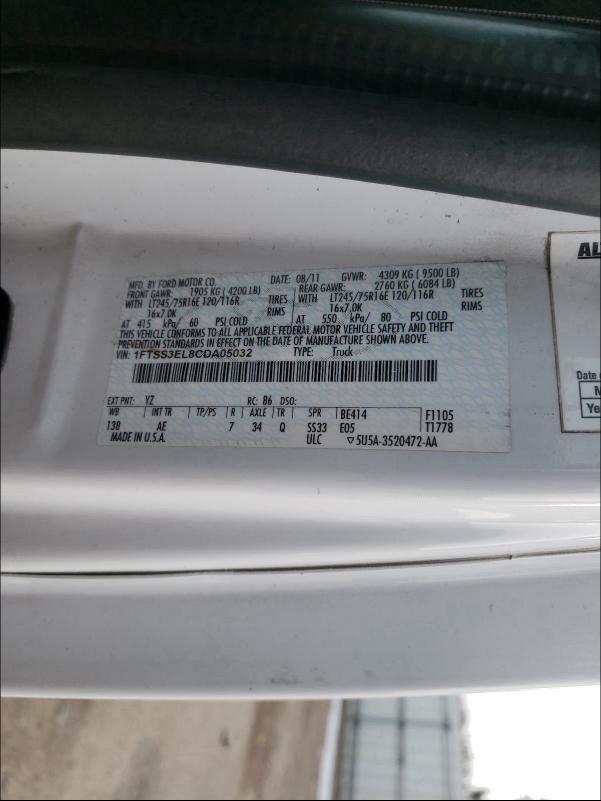 MFD. BY FORD MOTOR CO. DATE: 08/11 GVWR: 4309 KG ( 9500 LB)
FRONT GAWR: 1905 KG ( 4200 LB) REAR GAWR: 2760 KG ( 6084 LB)
WITH LT245/75R16E 120/116R TIRES WITH LT245/75R16E 120/116R TIRES
16x7.0K RIMS 16x7.0K RIMS
AT 415 kPa/ 60 PSI COLD AT 550 kPa/ 80 PSI COLD
THIS VEHICLE CONFORMS TO ALL APPLICABLE FEDERAL MOTOR VEHICLE SAFETY AND THEFT
PREVENTION STANDARDS IN EFFECT ON THE DATE OF MANUFACTURE SHOWN ABOVE.
VIN: 1FTSS3EL8CDA05032 TYPE: Truck
EXT PNT: YZ RC: 86 DSO:
WB INT TR TP/PS R AXLE TR SPR BE414 F1105
138 AE 7 34 Q SS33 E05 T1778
MADE IN U.S.A. ULC ▽5U5A-3520472-AA
AL
Date o
M
Ye